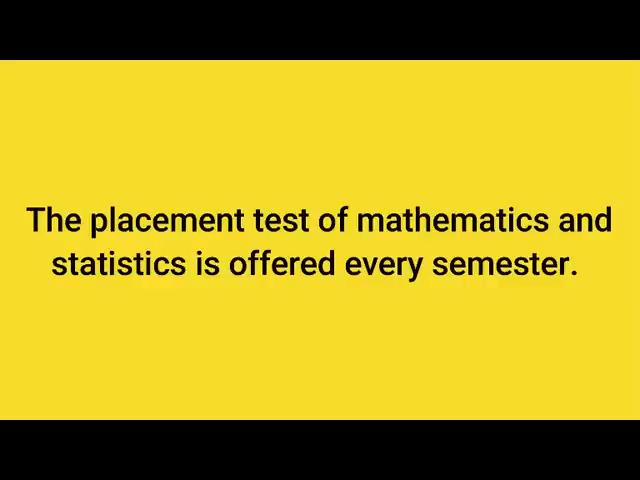 The placement test of mathematics and
statistics is offered every semester.